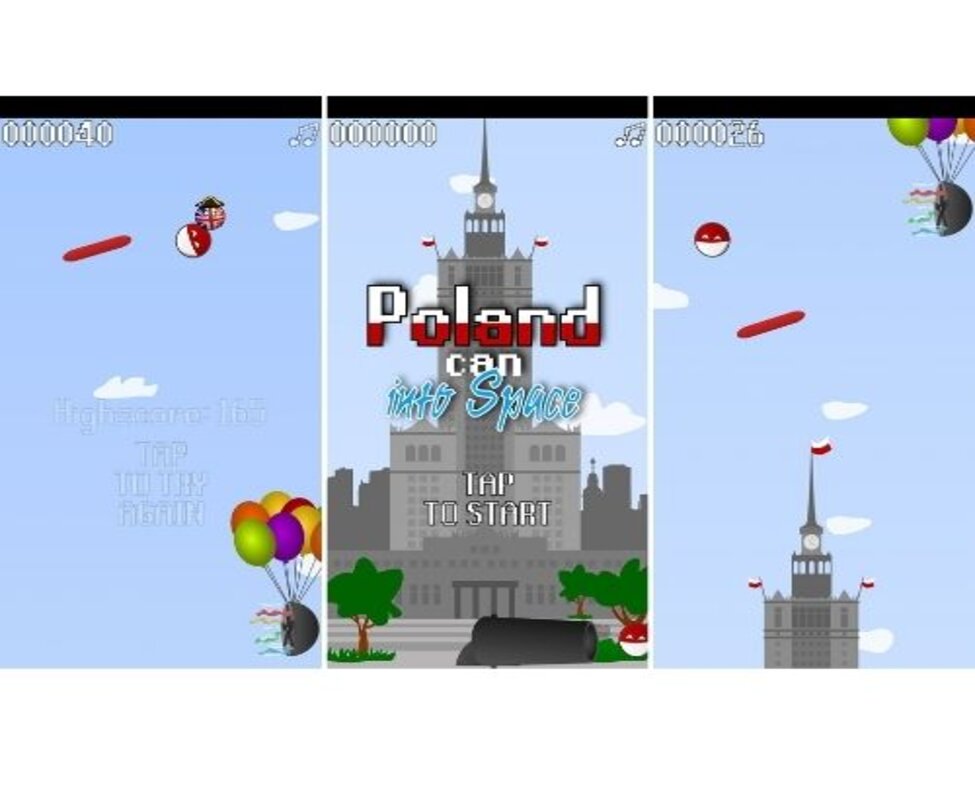 000040
Highscore: 165
TAP
TO TRY
AGAIN
000000
Poland
can
into Space
TAP
TO START
000026